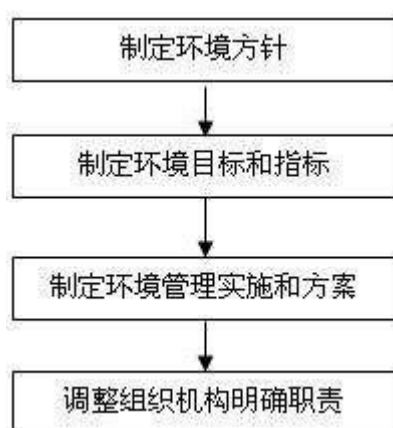 制定环境方针
制定环境目标和指标
制定环境管理实施和方案
调整组织机构明确职责